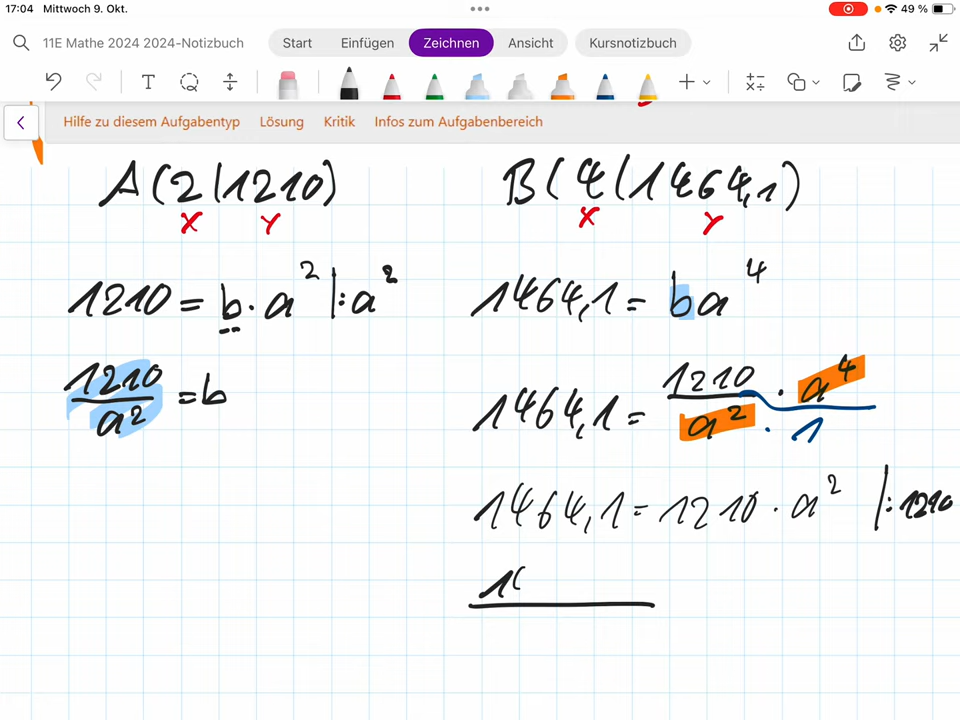 17:04 Mittwoch 9. Okt.
49 %
11E Mathe 2024 2024-Notizbuch
Start Einfügen Zeichnen Ansicht Kursnotizbuch
T
Hilfe zu diesem Aufgabentyp Lösung Kritik Infos zum Aufgabenbereich
A(2|1210)
x y
B(4|1464,1)
x y
1210 = b · a² |:a²
1464,1 = ba⁴
1210/a² = b
1464,1 = 1210/a² · a⁴/1
1464,1 = 1210 · a² |:1210